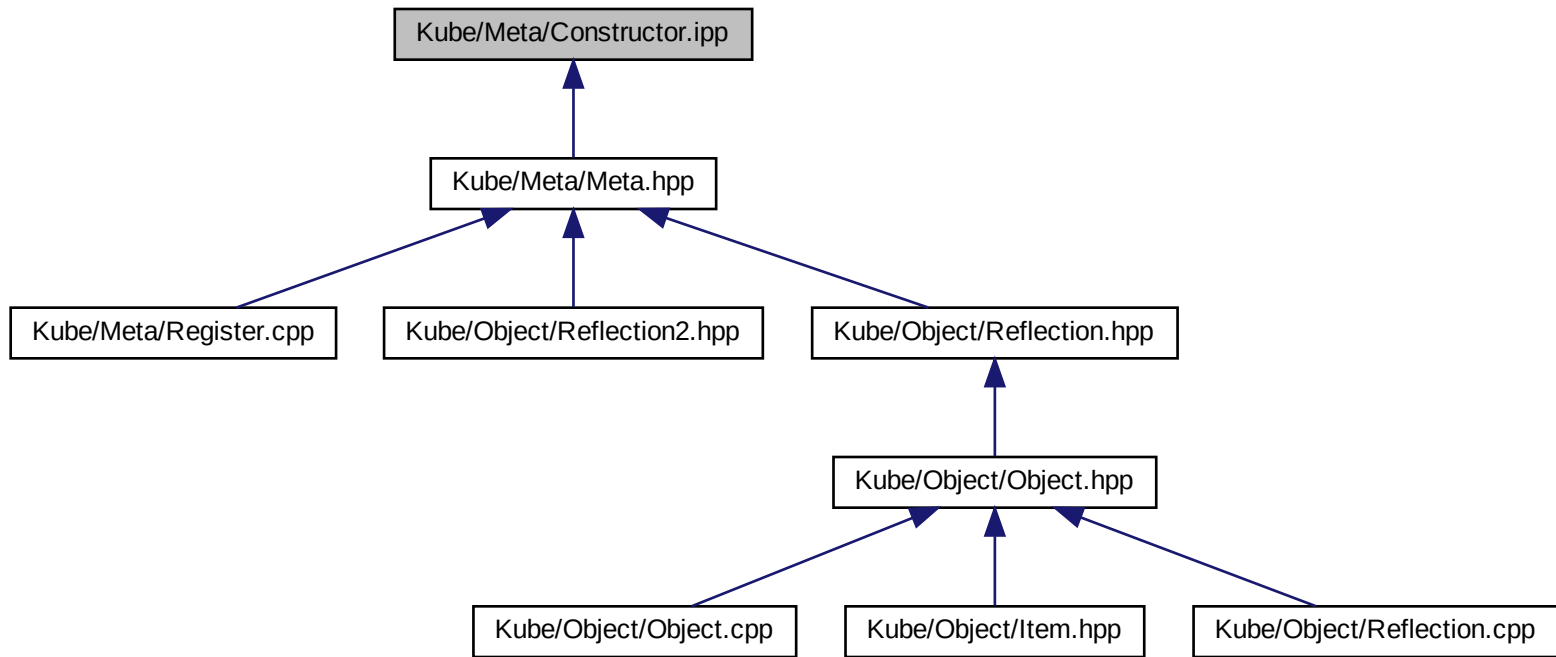 Kube/Meta/Constructor.ipp
Kube/Meta/Meta.hpp
Kube/Meta/Register.cpp
Kube/Object/Reflection2.hpp
Kube/Object/Reflection.hpp
Kube/Object/Object.hpp
Kube/Object/Object.cpp
Kube/Object/Item.hpp
Kube/Object/Reflection.cpp